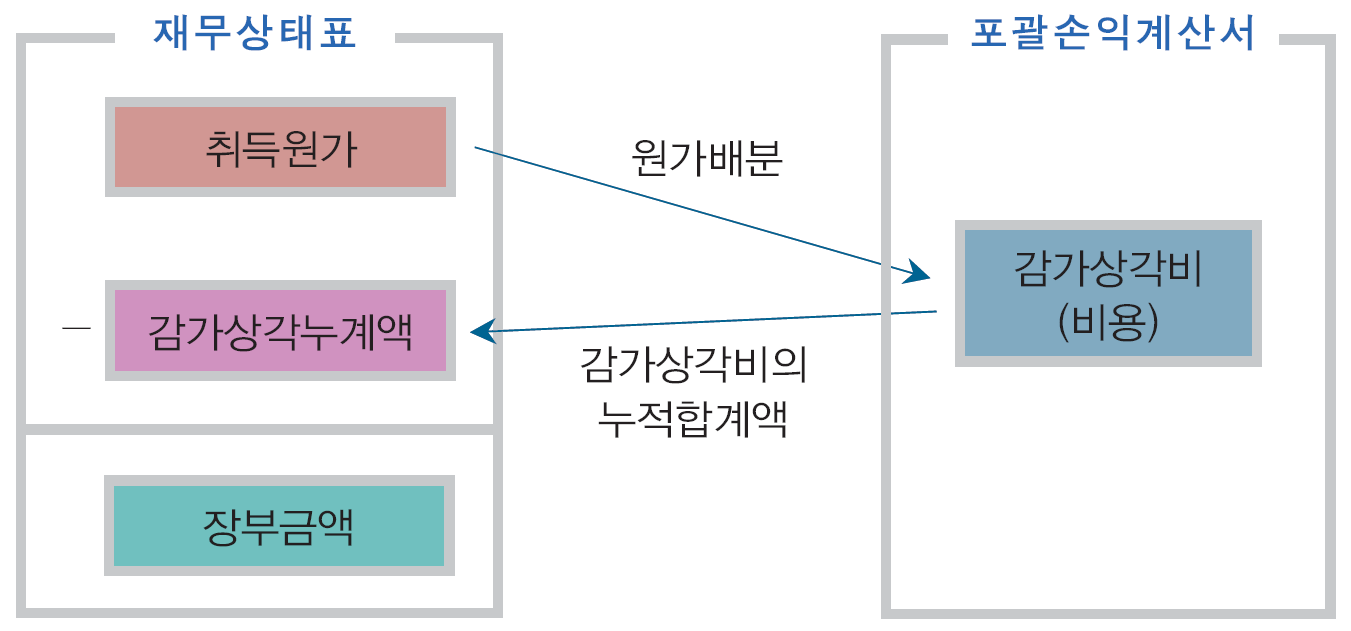 재무상태표
포괄손익계산서
취득원가
원가배분
감가상각비
(비용)
— 감가상각누계액
감가상각비의
누적합계액
장부금액